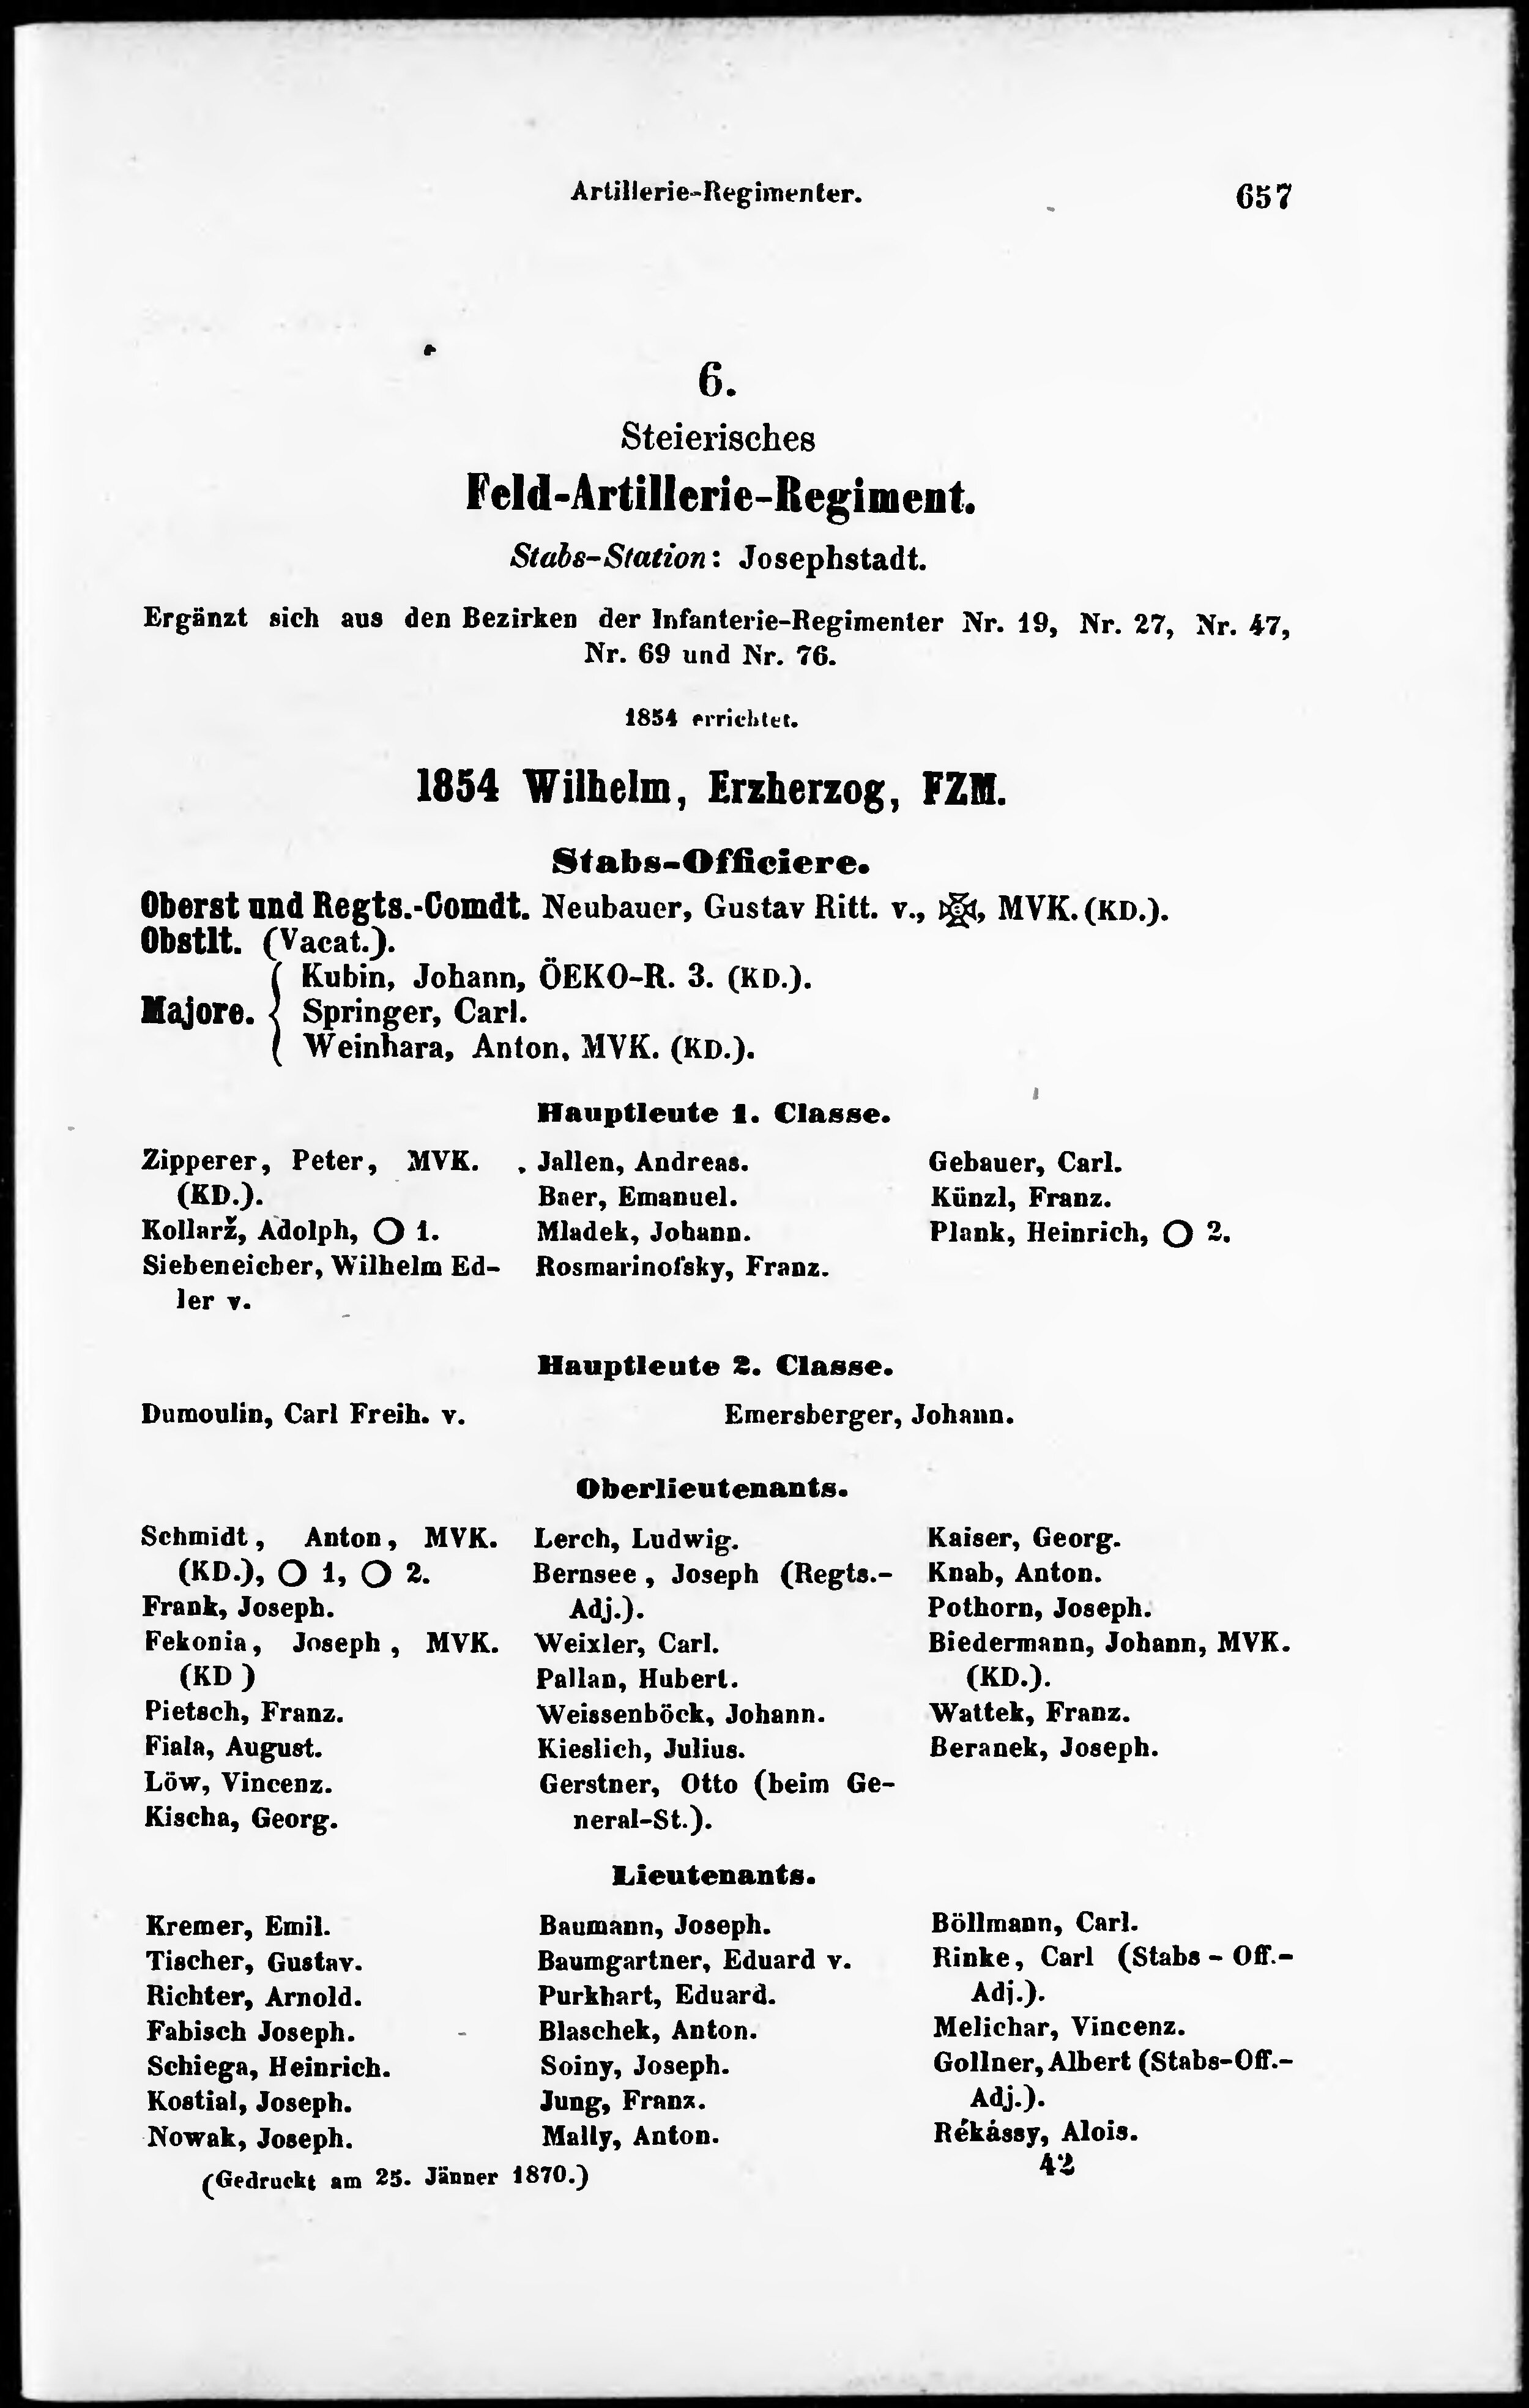 Artillerie-Regimenter. 657
6.
Steierisches
Feld-Artillerie-Regiment.
Stabs-Station: Josephstadt.
Ergänzt sich aus den Bezirken der Infanterie-Regimenter Nr. 19, Nr. 27, Nr. 47,
Nr. 69 und Nr. 76.
1854 errichtet.
1854 Wilhelm, Erzherzog, FZM.
Stabs-Officiere.
Oberst und Regts.-Comdt. Neubauer, Gustav Ritt. v., MVK. (KD.).
Obstlt. (Vacat.).
Kubin, Johann, ÖEKO-R. 3. (KD.).
Majore. Springer, Carl.
Weinhara, Anton, MVK. (KD.).
Hauptleute 1. Classe.
Zipperer, Peter, MVK.
(KD.).
Kollarž, Adolph, O 1.
Siebeneicher, Wilhelm Ed-
ler v.
Jallen, Andreas.
Baer, Emanuel.
Mladek, Johann.
Rosmarinofsky, Franz.
Gebauer, Carl.
Künzl, Franz.
Plank, Heinrich, O 2.
Hauptleute 2. Classe.
Dumoulin, Carl Freih. v.
Emersberger, Johann.
Oberlieutenants.
Schmidt, Anton, MVK.
(KD.), O 1, O 2.
Frank, Joseph.
Fekonia, Joseph, MVK.
(KD )
Pietsch, Franz.
Fiala, August.
Löw, Vincenz.
Kischa, Georg.
Lerch, Ludwig.
Bernsee, Joseph (Regts.-
Adj.).
Weixler, Carl.
Pallan, Hubert.
Weissenböck, Johann.
Kieslich, Julius.
Gerstner, Otto (beim Ge-
neral-St.).
Kaiser, Georg.
Knab, Anton.
Pothorn, Joseph.
Biedermann, Johann, MVK.
(KD.).
Wattek, Franz.
Beranek, Joseph.
Lieutenants.
Kremer, Emil.
Tischer, Gustav.
Richter, Arnold.
Fabisch Joseph.
Schiega, Heinrich.
Kostial, Joseph.
Nowak, Joseph.
Baumann, Joseph.
Baumgartner, Eduard v.
Purkhart, Eduard.
Blaschek, Anton.
Soiny, Joseph.
Jung, Franz.
Mally, Anton.
Böllmann, Carl.
Rinke, Carl (Stabs-Off.-
Adj.).
Melichar, Vincenz.
Gollner, Albert (Stabs-Off.-
Adj.).
Rékássy, Alois.
(Gedruckt am 25. Jänner 1870.)
42